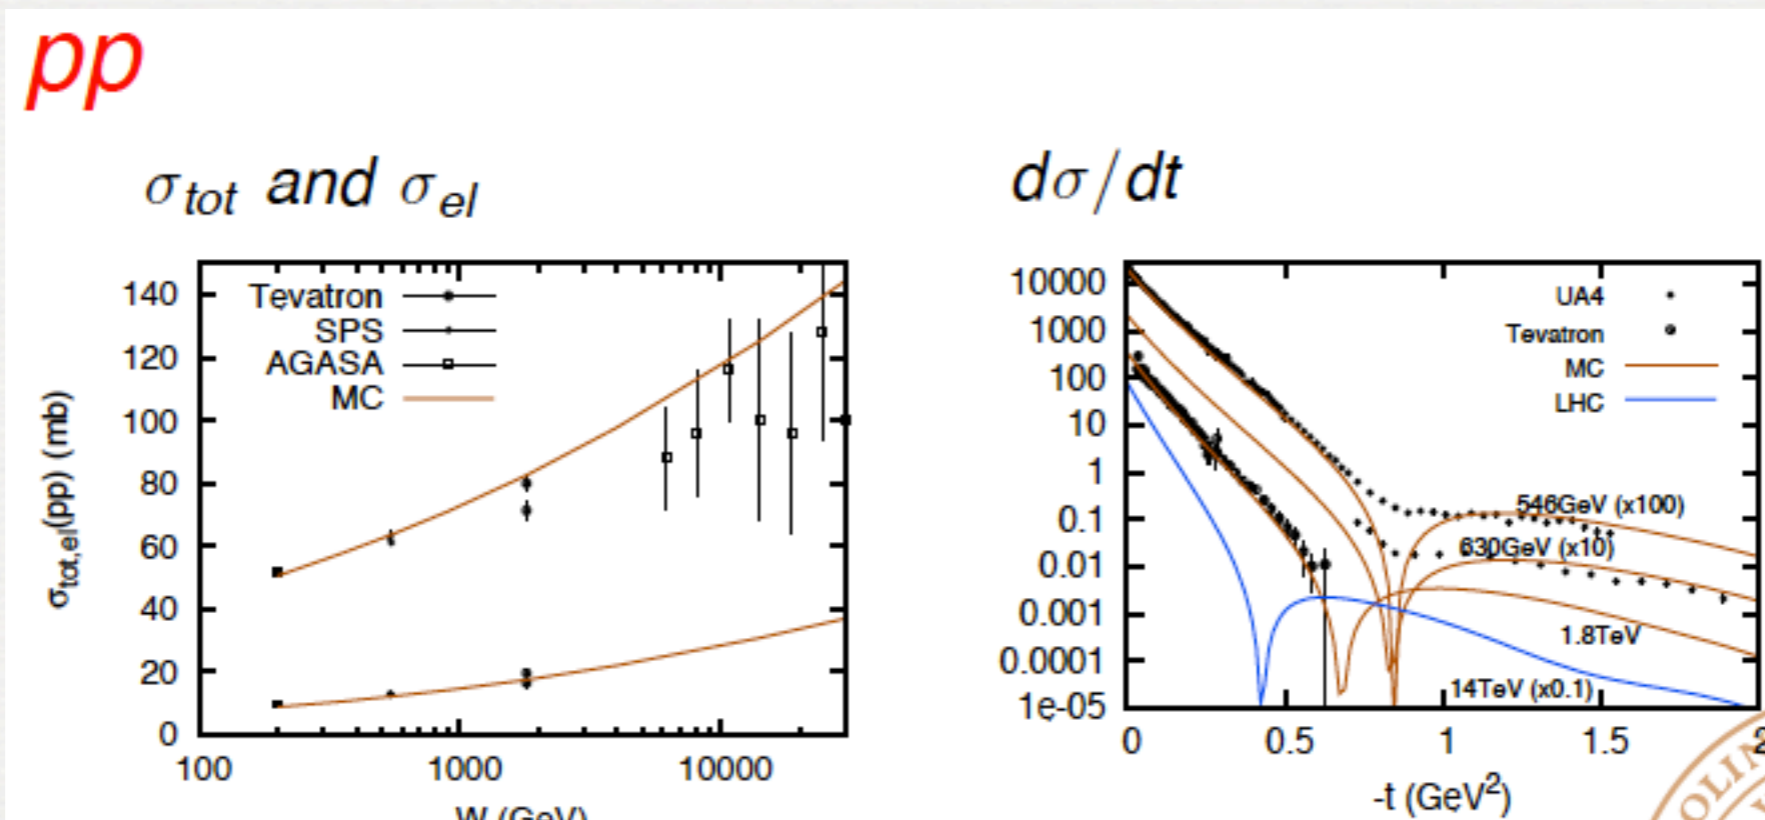 pp
σtot and σel
dσ/dt
σtot,el(pp) (mb)
140
120
100
80
60
40
20
0
Tevatron
SPS
AGASA
MC
100
1000
10000
W (GeV)
10000
1000
100
10
1
0.1
0.01
0.001
0.0001
1e-05
UA4
Tevatron
MC
LHC
546GeV (x100)
630GeV (x10)
1.8TeV
14TeV (x0.1)
0
0.5
1
1.5
2
-t (GeV²)
OLIN